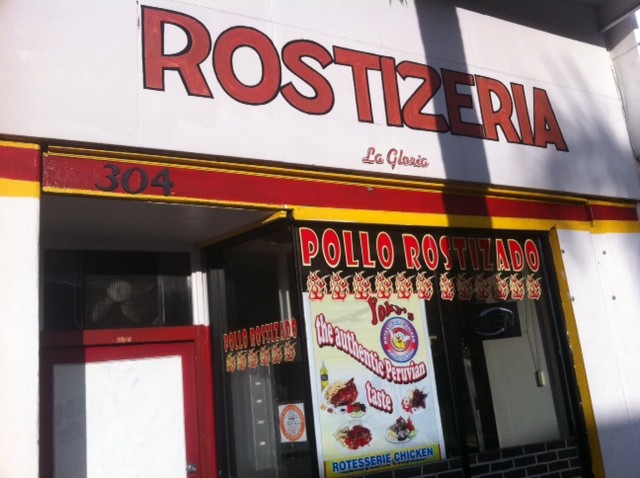 ROSTIZERIA
La Gloria
304
POLLO ROSTIZADO
POLLO ROSTIZADO
the authentic Peruvian
taste
ROTESSERIE CHICKEN